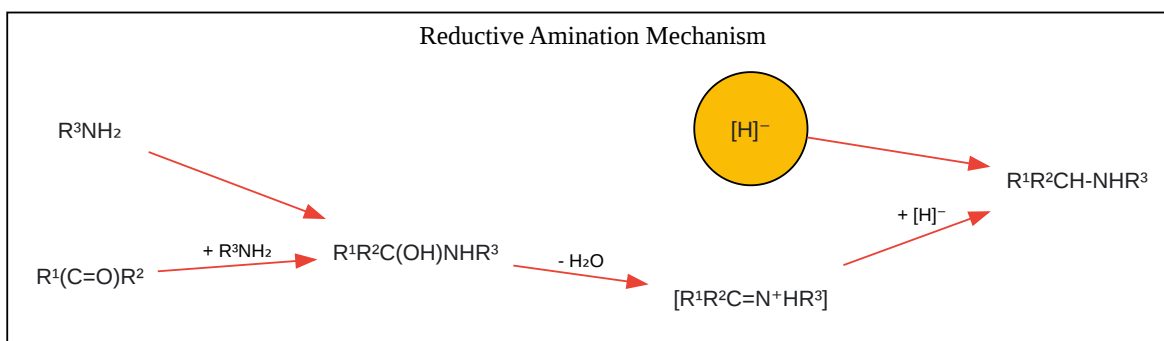 Reductive Amination Mechanism
R³NH₂
[H]⁻
R¹R²CH-NHR³
+ [H]⁻
+ R³NH₂
R¹R²C(OH)NHR³
- H₂O
R¹(C=O)R²
[R¹R²C=N⁺HR³]